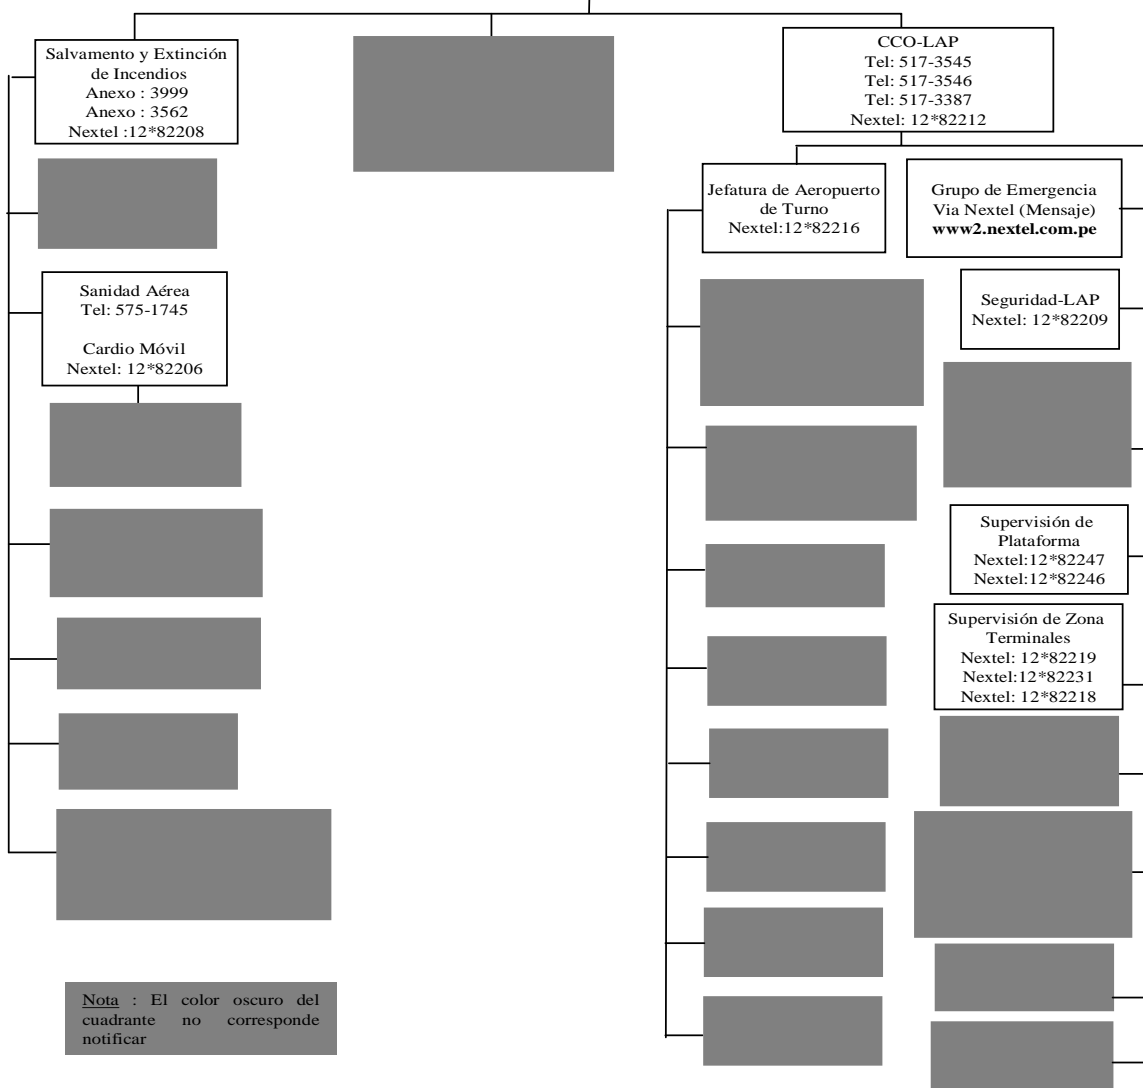 Salvamento y Extinción
de Incendios
Anexo : 3999
Anexo : 3562
Nextel :12*82208
CCO-LAP
Tel: 517-3545
Tel: 517-3546
Tel: 517-3387
Nextel: 12*82212
Jefatura de Aeropuerto
de Turno
Nextel:12*82216
Grupo de Emergencia
Via Nextel (Mensaje)
www2.nextel.com.pe
Sanidad Aérea
Tel: 575-1745
Cardio Móvil
Nextel: 12*82206
Seguridad-LAP
Nextel: 12*82209
Supervisión de
Plataforma
Nextel:12*82247
Nextel:12*82246
Supervisión de Zona
Terminales
Nextel: 12*82219
Nextel:12*82231
Nextel: 12*82218
Nota : El color oscuro del
cuadrante no corresponde
notificar